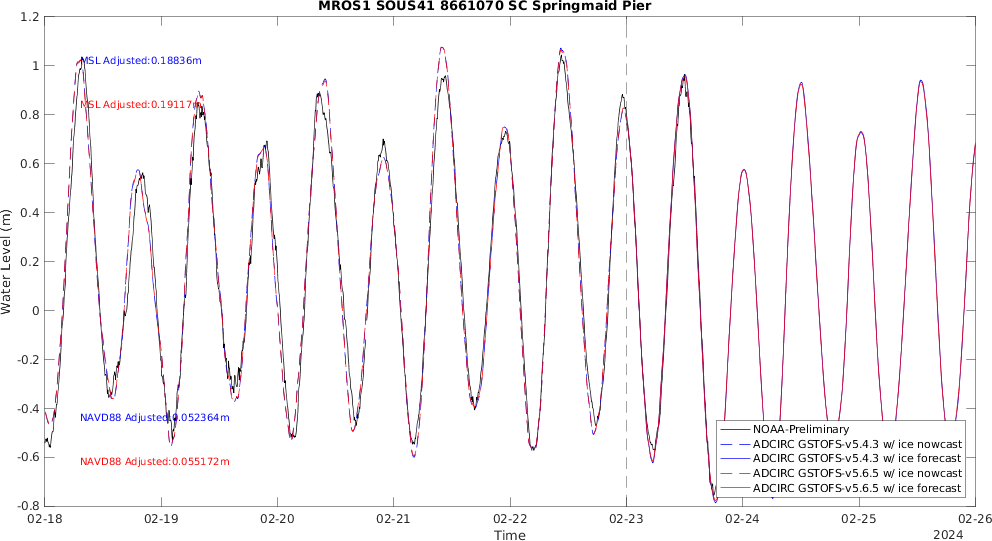 MROS1 SOUS41 8661070 SC Springmaid Pier
1.2
1
0.8
0.6
0.4
0.2
0
-0.2
-0.4
-0.6
-0.8
Water Level (m)
MSL Adjusted:0.18836m
MSL Adjusted:0.19117m
NAVD88 Adjusted:0.052364m
NAVD88 Adjusted:0.055172m
NOAA-Preliminary
ADCIRC GSTOFS-v5.4.3 w/ ice nowcast
ADCIRC GSTOFS-v5.4.3 w/ ice forecast
ADCIRC GSTOFS-v5.6.5 w/ ice nowcast
ADCIRC GSTOFS-v5.6.5 w/ ice forecast
02-18 02-19 02-20 02-21 02-22 02-23 02-24 02-25 02-26
Time
2024